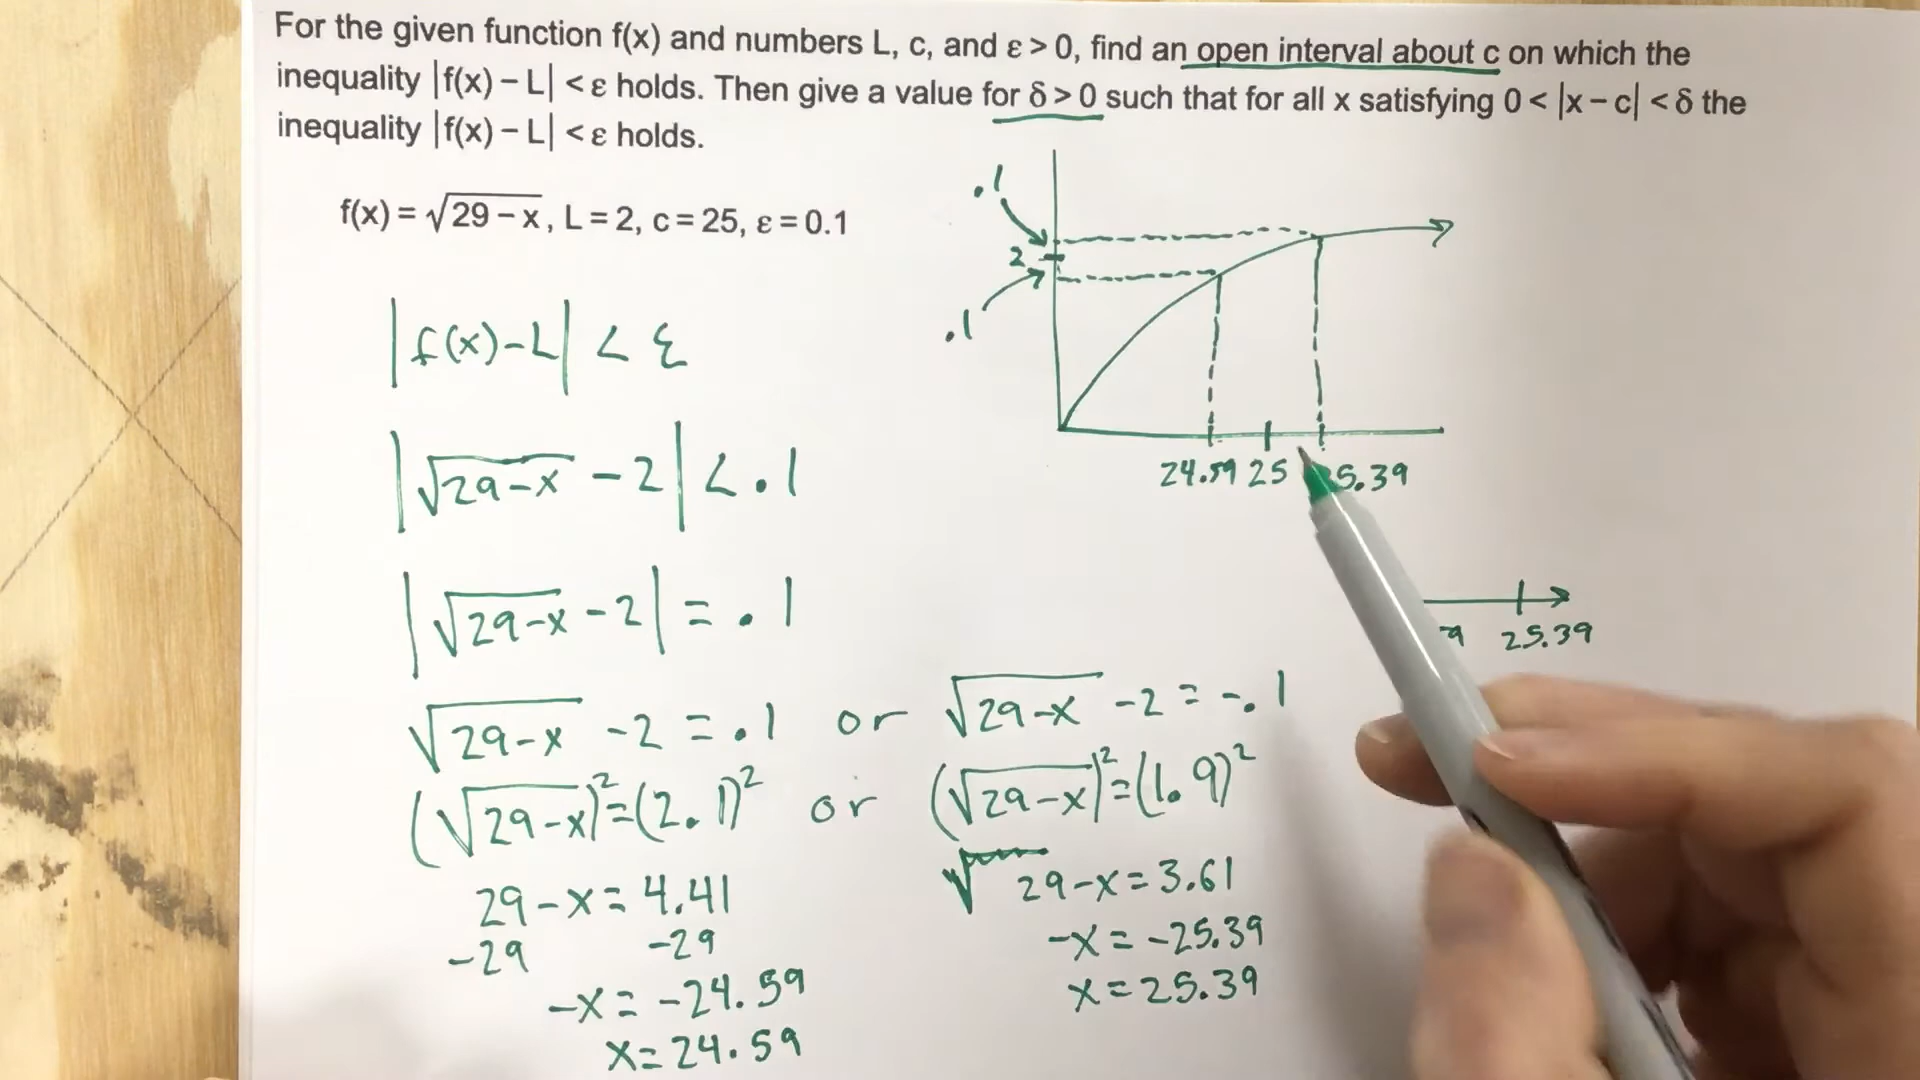 For the given function f(x) and numbers L, c, and ε > 0, find an open interval about c on which the
inequality |f(x) − L| < ε holds. Then give a value for δ > 0 such that for all x satisfying 0 < |x − c| < δ the
inequality |f(x) − L| < ε holds.
f(x) = √29 − x, L = 2, c = 25, ε = 0.1
.1
2
.1
24.59 25 5.39
|f(x)-L| < ε
|√29-x - 2| < .1
|√29-x - 2| = .1
9 25.39
√29-x - 2 = .1 or √29-x - 2 = -.1
(√29-x)² = (2.1)² or (√29-x)² = (1.9)²
29-x = 4.41
29-x = 3.61
-29 -29
-x = -25.39
-x = -24.59
x = 25.39
x = 24.59